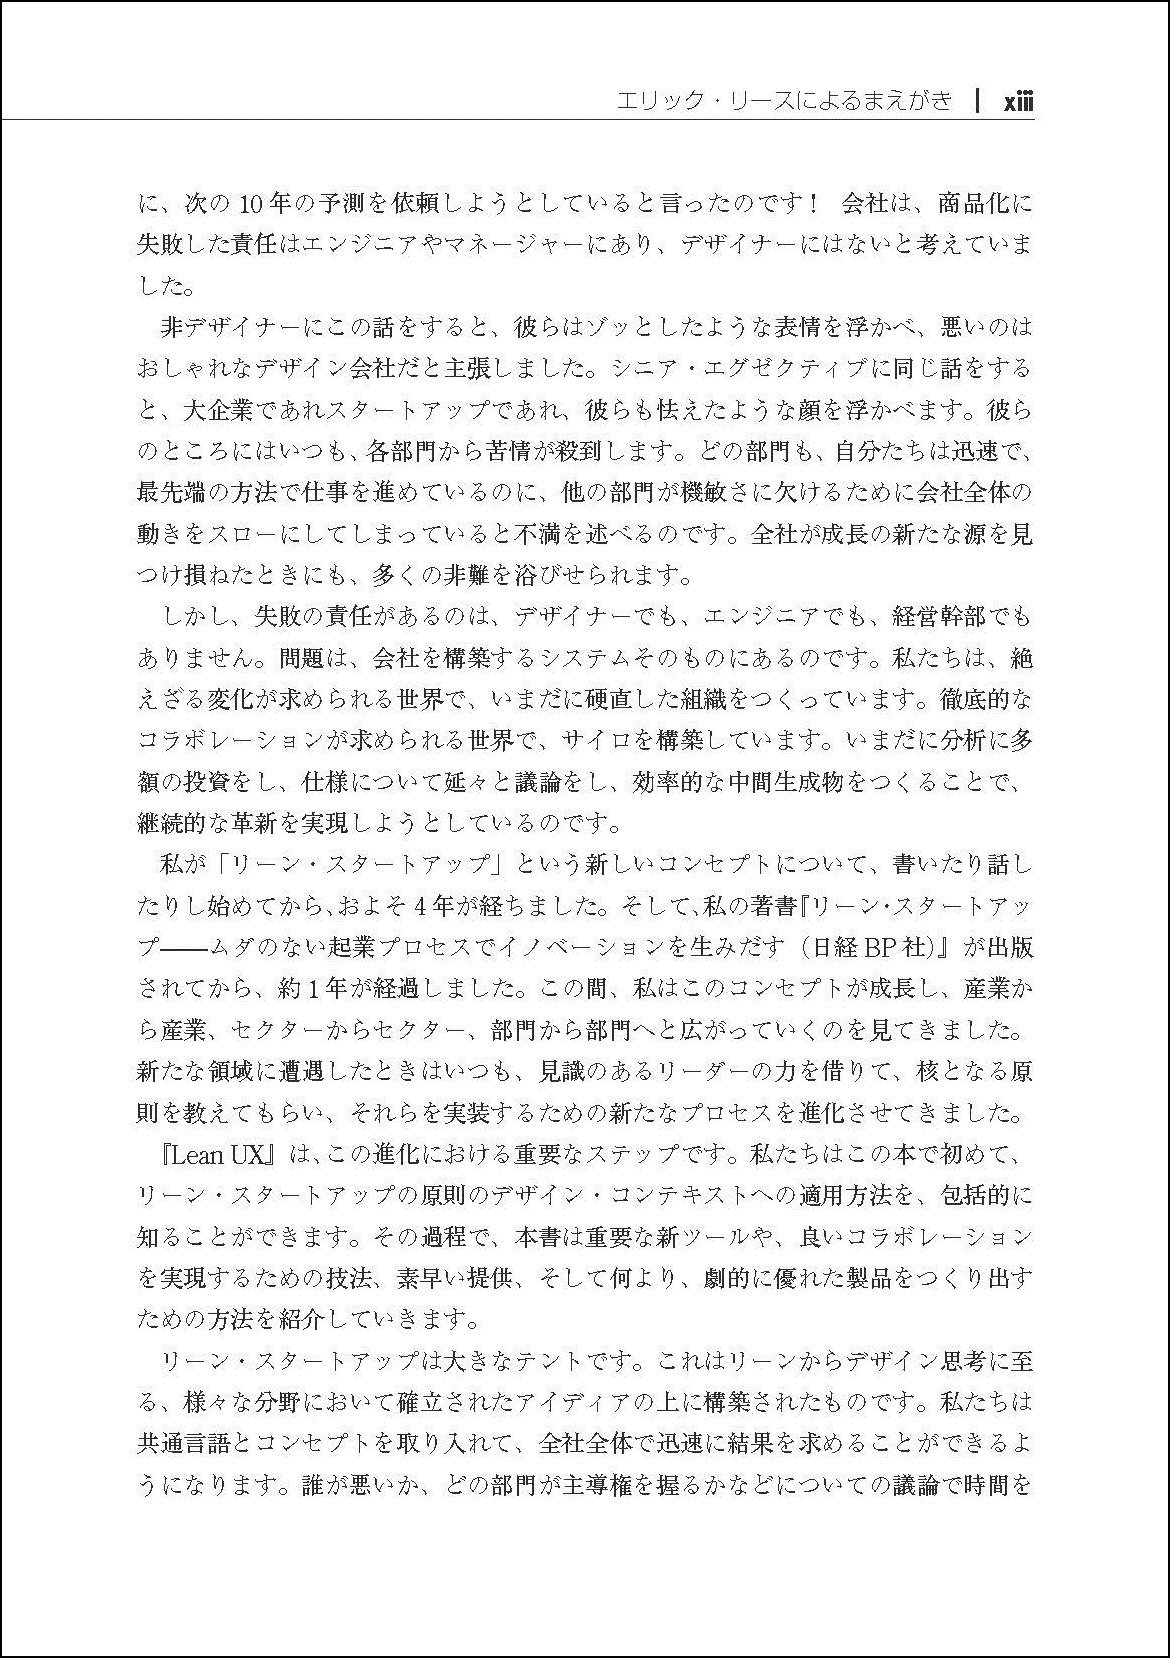 エリック・リースによるまえがき | xiii
に、次の 10 年の予測を依頼しようとしていると言ったのです！ 会社は、商品化に
失敗した責任はエンジニアやマネージャーにあり、デザイナーにはないと考えていま
した。
非デザイナーにこの話をすると、彼らはゾッとしたような表情を浮かべ、悪いのは
おしゃれなデザイン会社だと主張しました。シニア・エグゼクティブに同じ話をする
と、大企業であれスタートアップであれ、彼らも怯えたような顔を浮かべます。彼ら
のところにはいつも、各部門から苦情が殺到します。どの部門も、自分たちは迅速で、
最先端の方法で仕事を進めているのに、他の部門が機敏さに欠けるために会社全体の
動きをスローにしてしまっていると不満を述べるのです。全社が成長の新たな源を見
つけ損ねたときにも、多くの非難を浴びせられます。
しかし、失敗の責任があるのは、デザイナーでも、エンジニアでも、経営幹部でも
ありません。問題は、会社を構築するシステムそのものにあるのです。私たちは、絶
えざる変化が求められる世界で、いまだに硬直した組織をつくっています。徹底的な
コラボレーションが求められる世界で、サイロを構築しています。いまだに分析に多
額の投資をし、仕様について延々と議論をし、効率的な中間生成物をつくることで、
継続的な革新を実現しようとしているのです。
私が「リーン・スタートアップ」という新しいコンセプトについて、書いたり話し
たりし始めてから、およそ 4 年が経ちました。そして、私の著書『リーン・スタートアッ
プ――ムダのない起業プロセスでイノベーションを生みだす（日経 BP 社）』が出版
されてから、約 1 年が経過しました。この間、私はこのコンセプトが成長し、産業か
ら産業、セクターからセクター、部門から部門へと広がっていくのを見てきました。
新たな領域に遭遇したときはいつも、見識のあるリーダーの力を借りて、核となる原
則を教えてもらい、それらを実装するための新たなプロセスを進化させてきました。
『Lean UX』は、この進化における重要なステップです。私たちはこの本で初めて、
リーン・スタートアップの原則のデザイン・コンテキストへの適用方法を、包括的に
知ることができます。その過程で、本書は重要な新ツールや、良いコラボレーション
を実現するための技法、素早い提供、そして何より、劇的に優れた製品をつくり出す
ための方法を紹介していきます。
リーン・スタートアップは大きなテントです。これはリーンからデザイン思考に至
る、様々な分野において確立されたアイディアの上に構築されたものです。私たちは
共通言語とコンセプトを取り入れて、全社全体で迅速に結果を求めることができるよ
うになります。誰が悪いか、どの部門が主導権を握るかなどについての議論で時間を